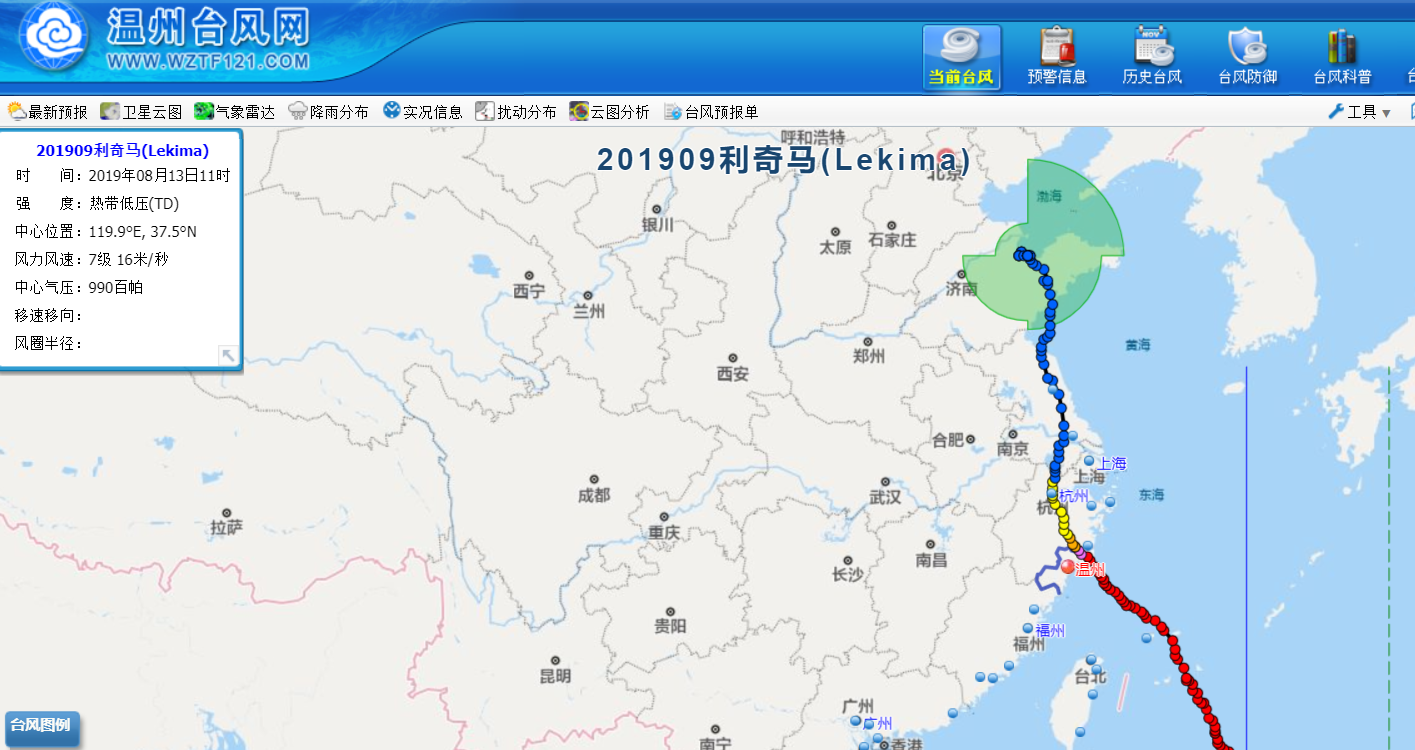 温州台风网
WWW.WZTF121.COM
当前台风
预警信息
历史台风
台风防御
台风科普
最新预报
卫星云图
气象雷达
降雨分布
实况信息
扰动分布
云图分析
台风预报单
工具
201909利奇马(Lekima)
时 间：2019年08月13日11时
强 度：热带低压(TD)
中心位置：119.9ºE, 37.5ºN
风力风速：7级 16米/秒
中心气压：990百帕
移速移向：
风圈半径：
呼和浩特
201909利奇马(Lekima)
北京
渤海
银川
太原
石家庄
西宁
兰州
济南
西安
郑州
黄海
合肥
南京
上海
上海
成都
武汉
杭州
东海
拉萨
重庆
南昌
长沙
温州
贵阳
福州
福州
昆明
台北
广州
广州
南宁
香港
台风图例
NOV